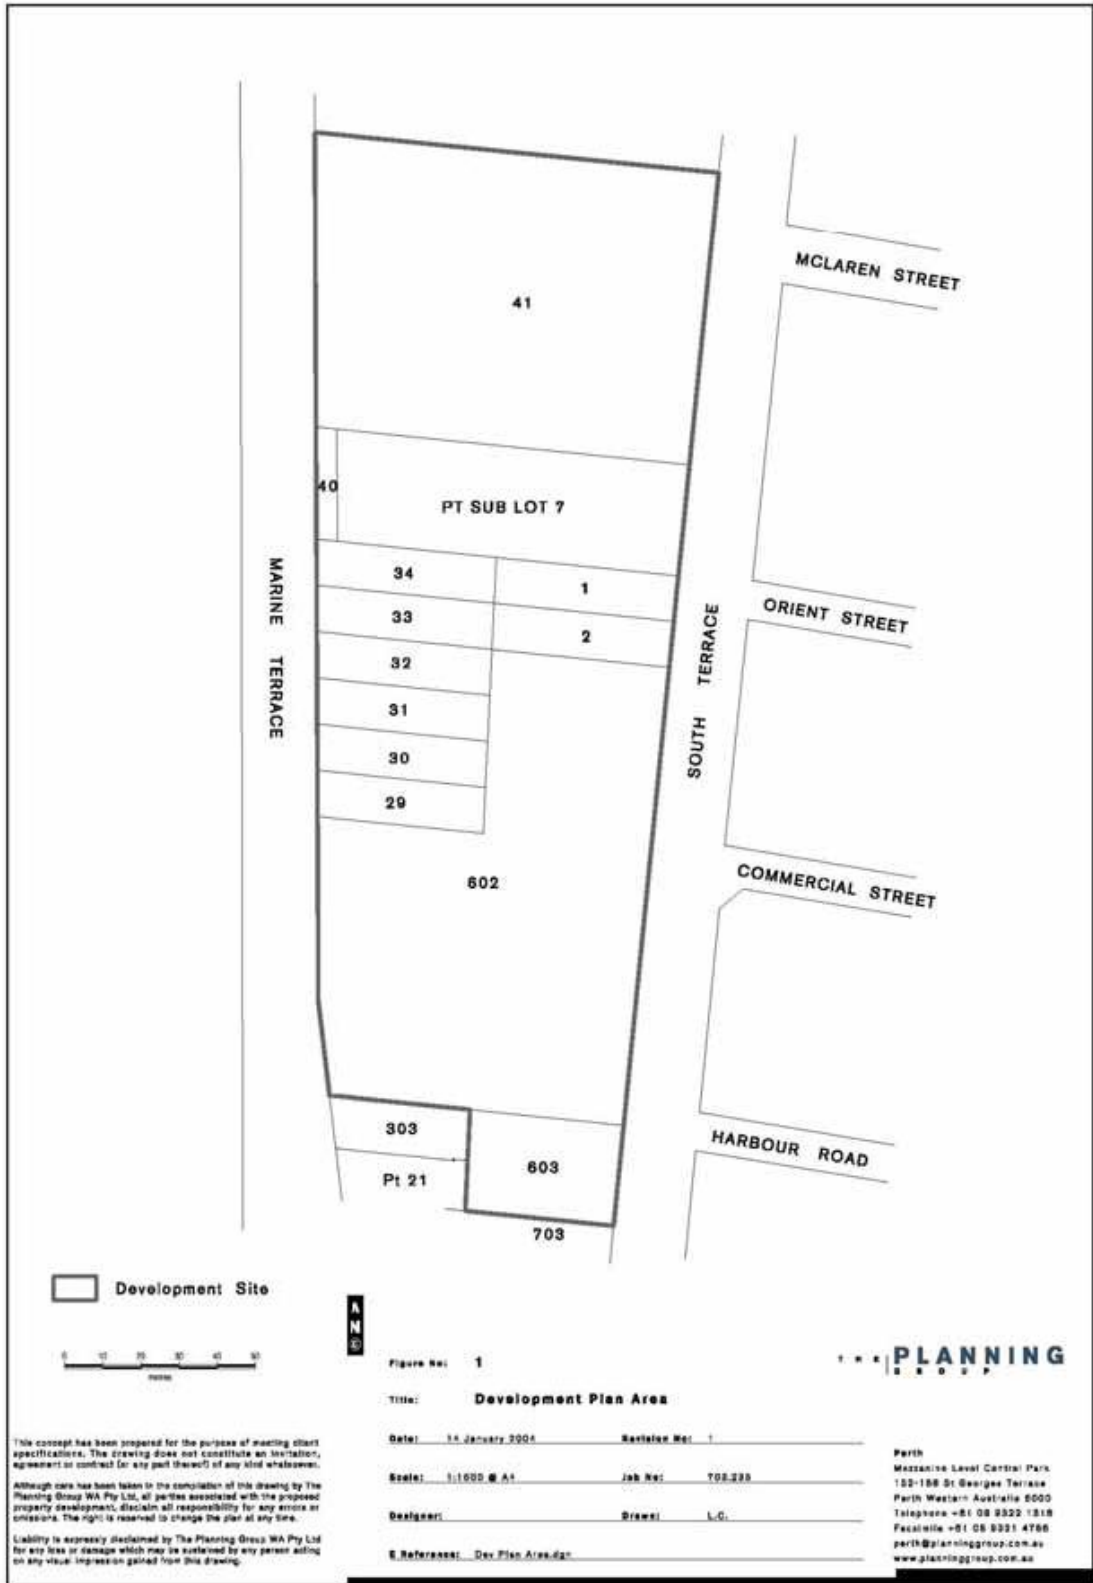 MCLAREN STREET
41
40
PT SUB LOT 7
34
1
33
2
32
31
30
29
MARINE TERRACE
SOUTH TERRACE
ORIENT STREET
602
COMMERCIAL STREET
303
HARBOUR ROAD
603
Pt 21
703
Development Site
0 10 20 30 40 50
metres
Figure No: 1
THE PLANNING
GROUP
Title: Development Plan Area
Date: 14 January 2004 Revision No: 1
Scale: 1:1600 @ A4 Job No:
Designer: Drawn: L.C.
E Reference: Dev Plan Area.dgn
This concept has been prepared for the purpose of meeting client
specifications. The drawing does not constitute an invitation,
agreement or contract (or any part thereof) of any kind whatsoever.
Although care has been taken in the compilation of this drawing by The
Planning Group WA Pty Ltd, all parties associated with the proposed
property development, disclaim all responsibility for any errors or
omissions. The right is reserved to change the plan at any time.
Liability is expressly disclaimed by The Planning Group WA Pty Ltd
for any loss or damage which may be sustained by any person acting
on any visual impression gained from this drawing.
Perth
Mezzanine Level Central Park
152-158 St Georges Terrace
Perth Western Australia 6000
Telephone +61 08 9322 1316
Facsimile +61 08 9321 4786
perth@planninggroup.com.au
www.planninggroup.com.au